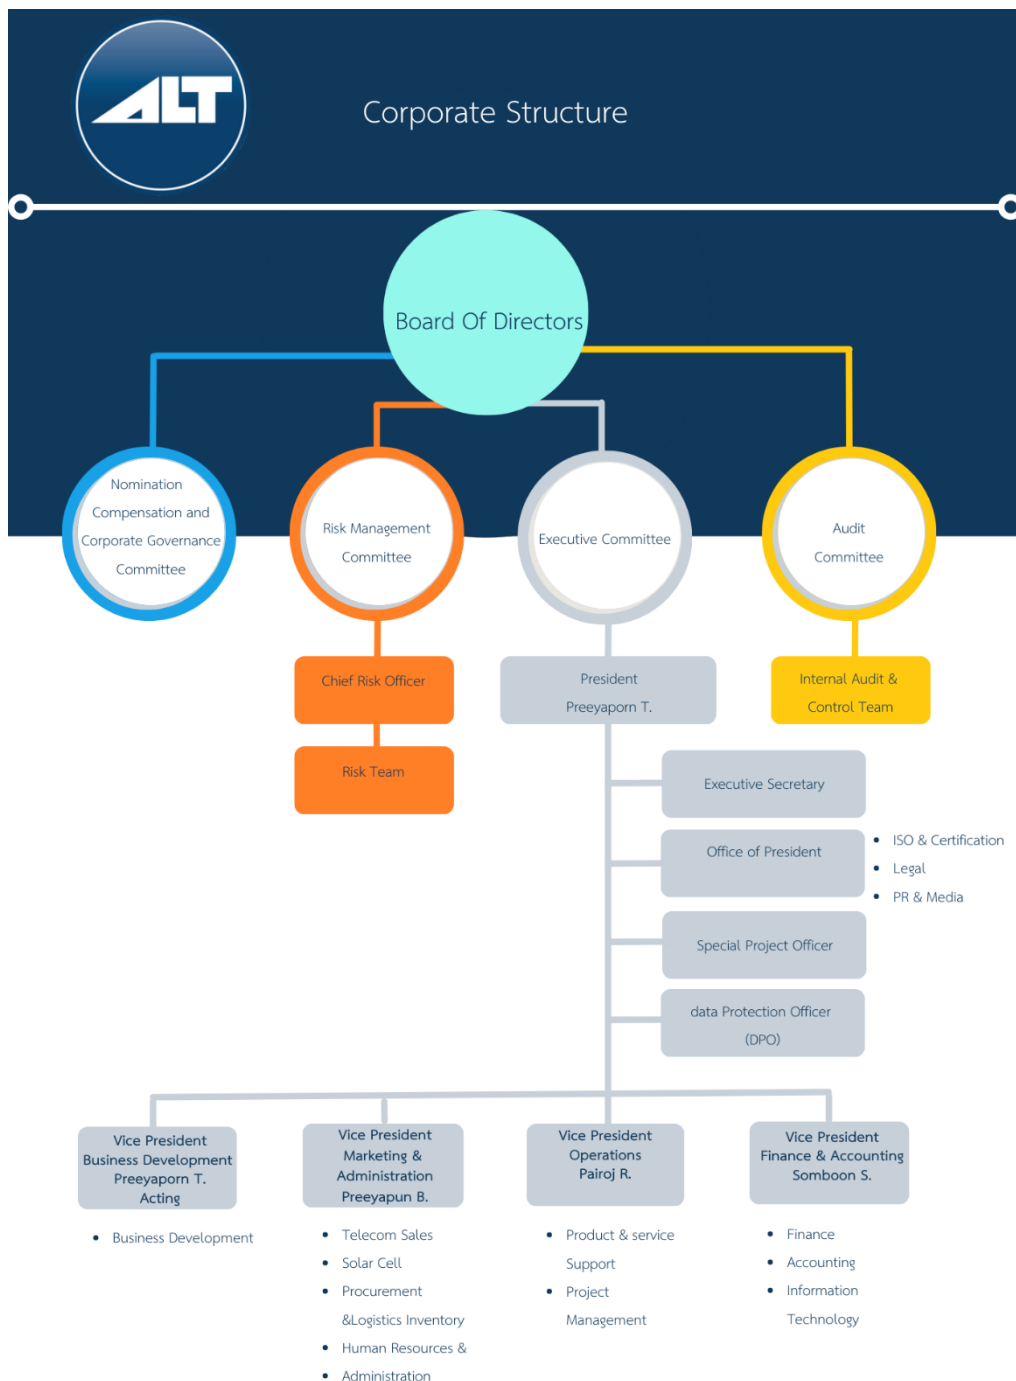 ALT
Corporate Structure
Board Of Directors
Nomination
Compensation and
Corporate Governance
Committee
Risk Management
Committee
Executive Committee
Audit
Committee
Chief Risk Officer
Risk Team
President
Preeyaporn T.
Internal Audit &
Control Team
Executive Secretary
Office of President
• ISO & Certification
• Legal
• PR & Media
Special Project Officer
data Protection Officer
(DPO)
Vice President
Business Development
Preeyaporn T.
Acting
• Business Development
Vice President
Marketing &
Administration
Preeyapun B.
• Telecom Sales
• Solar Cell
• Procurement
&Logistics Inventory
• Human Resources &
• Administration
Vice President
Operations
Pairoj R.
• Product & service
Support
• Project
Management
Vice President
Finance & Accounting
Somboon S.
• Finance
• Accounting
• Information
Technology